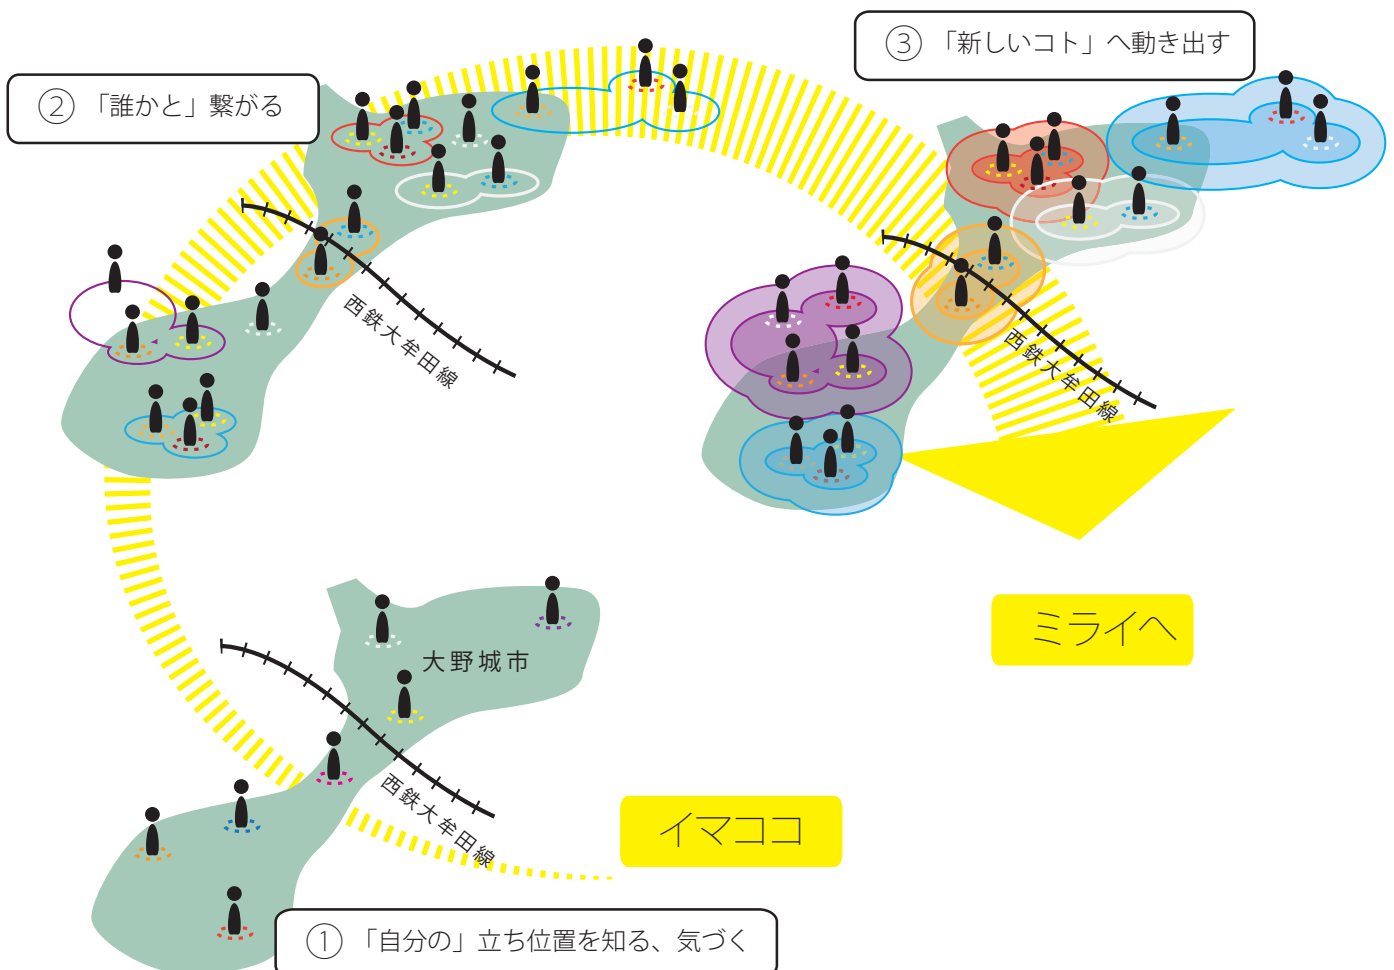 ③ 「新しいコト」へ動き出す
② 「誰かと」繋がる
西鉄大牟田線
西鉄大牟田線
ミライへ
大野城市
西鉄大牟田線
イマココ
① 「自分の」立ち位置を知る、気づく